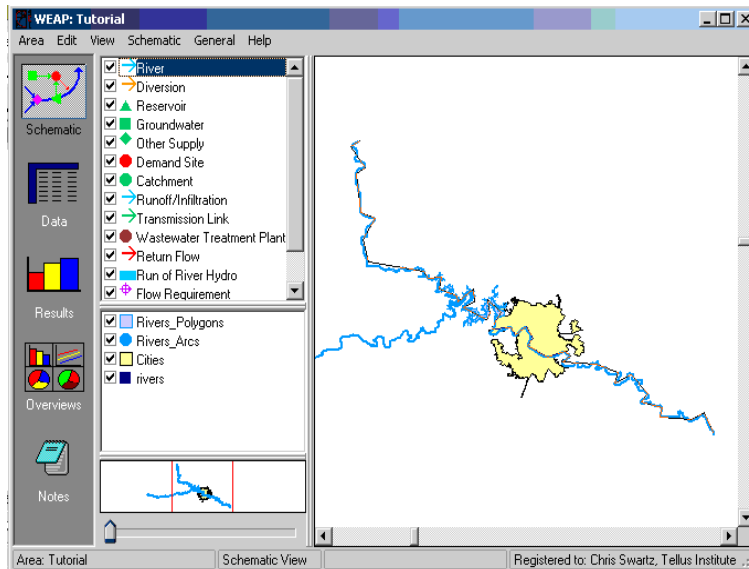 WEAP: Tutorial
Area Edit View Schematic General Help
Schematic
Data
Results
Overviews
Notes
River
Diversion
Reservoir
Groundwater
Other Supply
Demand Site
Catchment
Runoff/Infiltration
Transmission Link
Wastewater Treatment Plant
Return Flow
Run of River Hydro
Flow Requirement
Rivers_Polygons
Rivers_Arcs
Cities
rivers
Area: Tutorial
Schematic View
Registered to: Chris Swartz, Tellus Institute